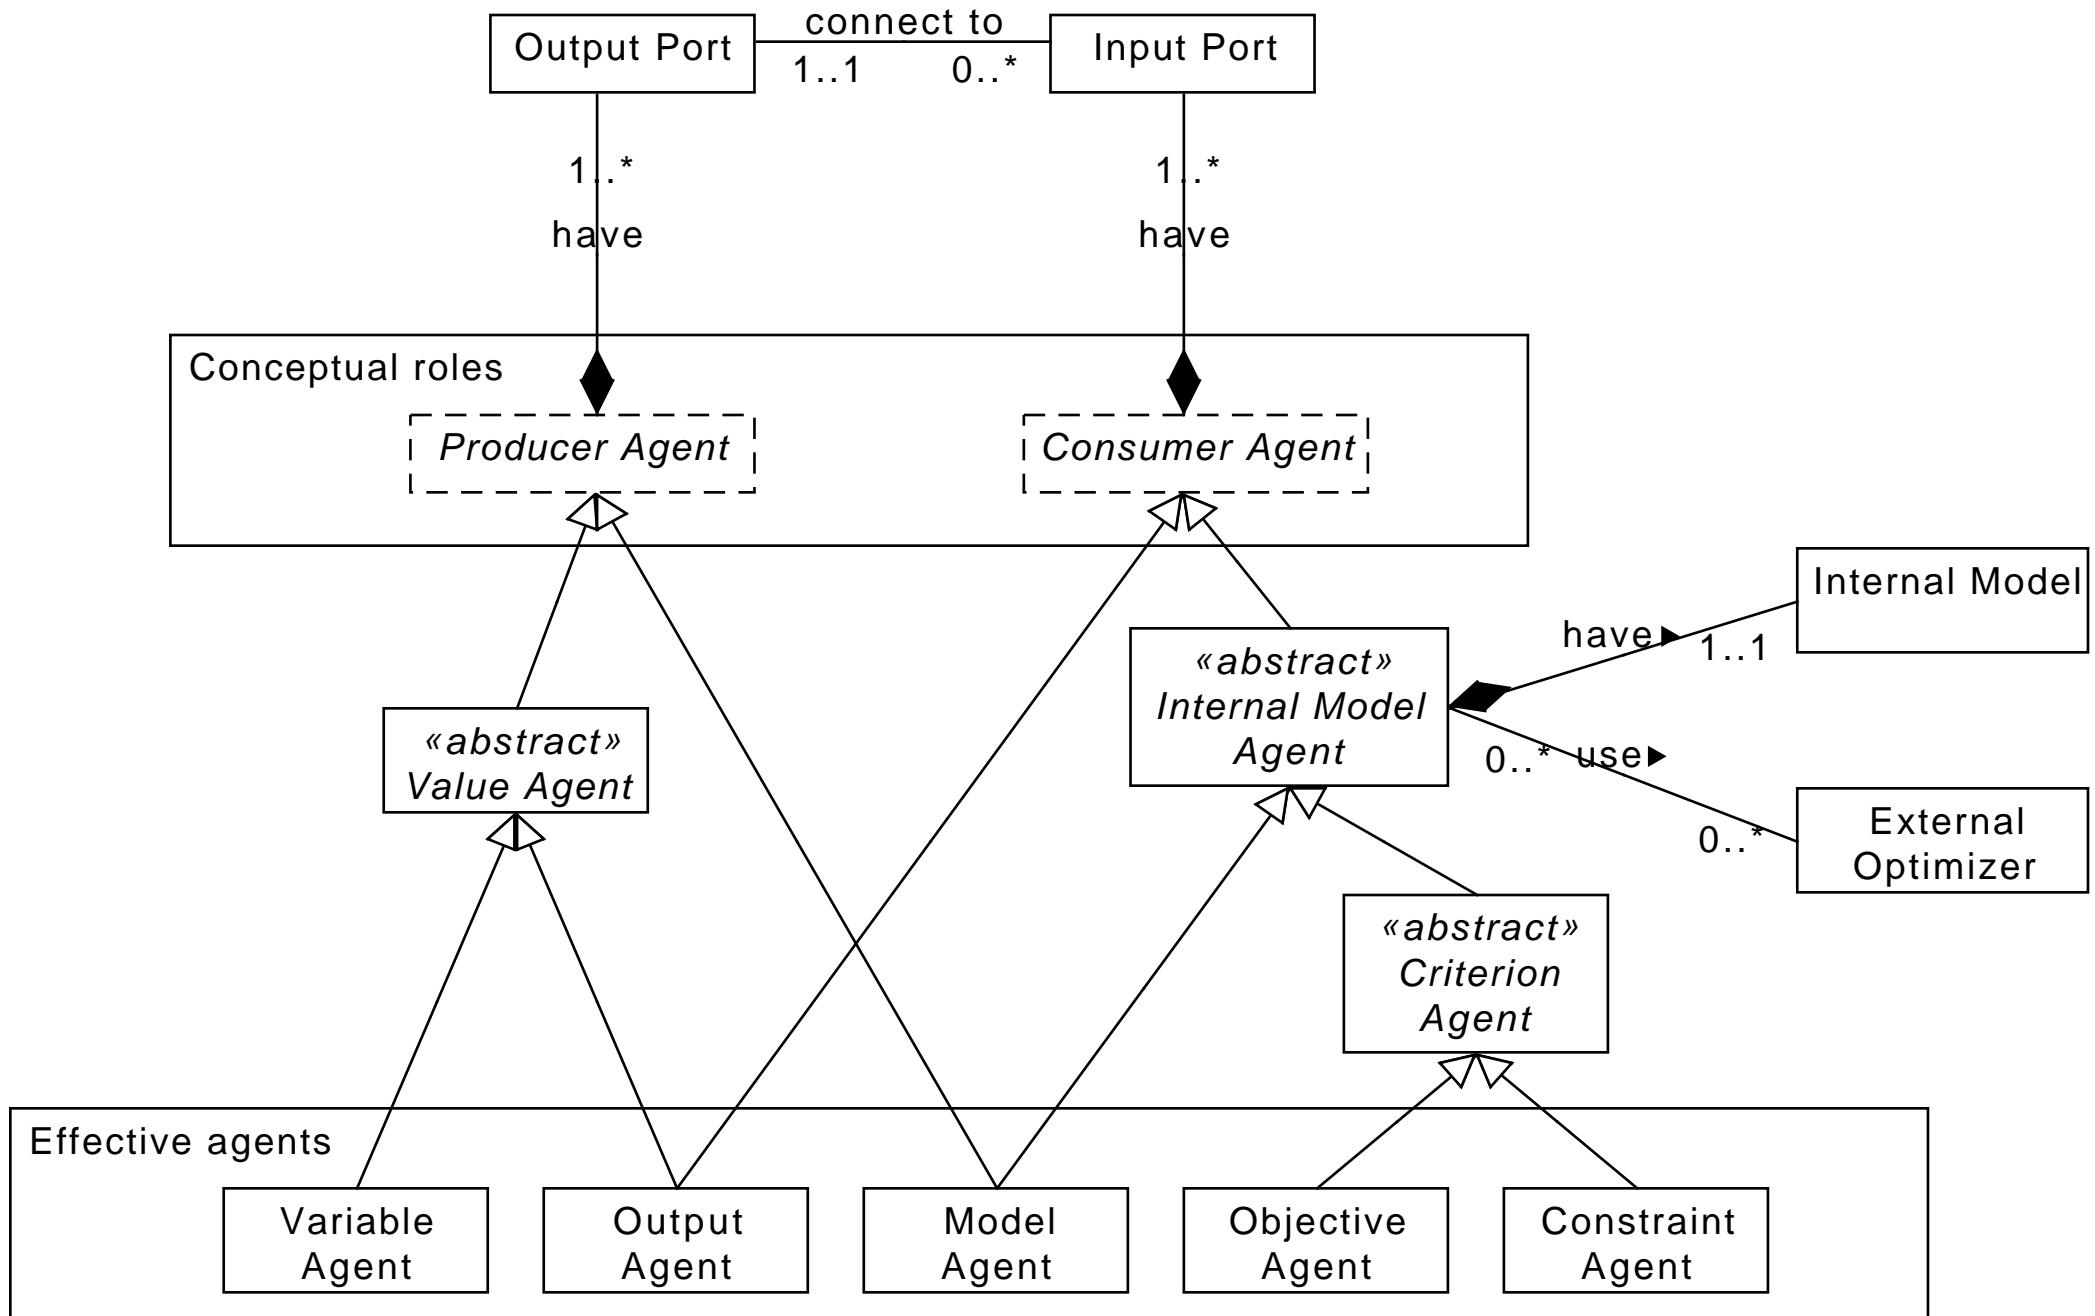 connect to
Output Port
Input Port
1..1
0..*
1..*
1..*
have
have
Conceptual roles
Producer Agent
Consumer Agent
Internal Model
have►
1..1
«abstract»
Internal Model
Agent
«abstract»
Value Agent
0..*
use►
0..*
External
Optimizer
«abstract»
Criterion
Agent
Effective agents
Variable
Agent
Output
Agent
Model
Agent
Objective
Agent
Constraint
Agent